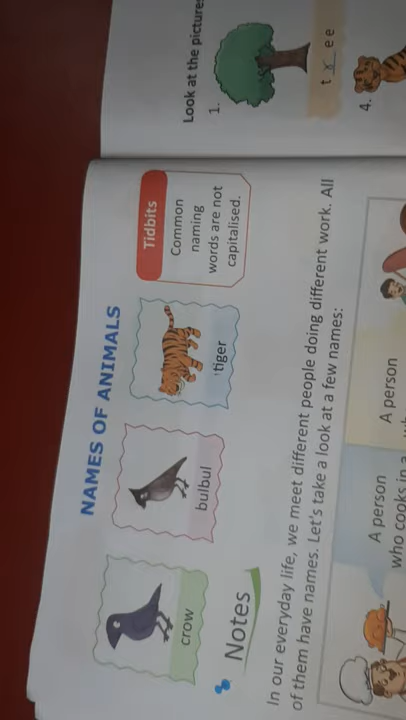 NAMES OF ANIMALS
crow
bulbul
tiger
Tidbits
Common
naming
words are not
capitalised.
Notes
In our everyday life, we meet different people doing different work. All
of them have names. Let's take a look at a few names:
A person
who cooks in a
A person
Look at the pictures
1.
t r ee
4.